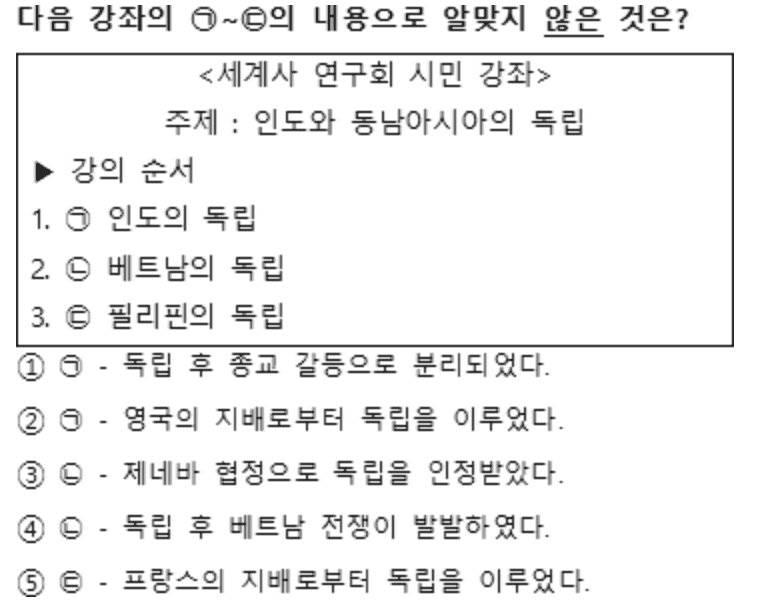 다음 강좌의 ㉠~㉢의 내용으로 알맞지 않은 것은?
<세계사 연구회 시민 강좌>
주제 : 인도와 동남아시아의 독립
▶ 강의 순서
1. ㉠ 인도의 독립
2. ㉡ 베트남의 독립
3. ㉢ 필리핀의 독립
① ㉠ - 독립 후 종교 갈등으로 분리되었다.
② ㉠ - 영국의 지배로부터 독립을 이루었다.
③ ㉡ - 제네바 협정으로 독립을 인정받았다.
④ ㉡ - 독립 후 베트남 전쟁이 발발하였다.
⑤ ㉢ - 프랑스의 지배로부터 독립을 이루었다.